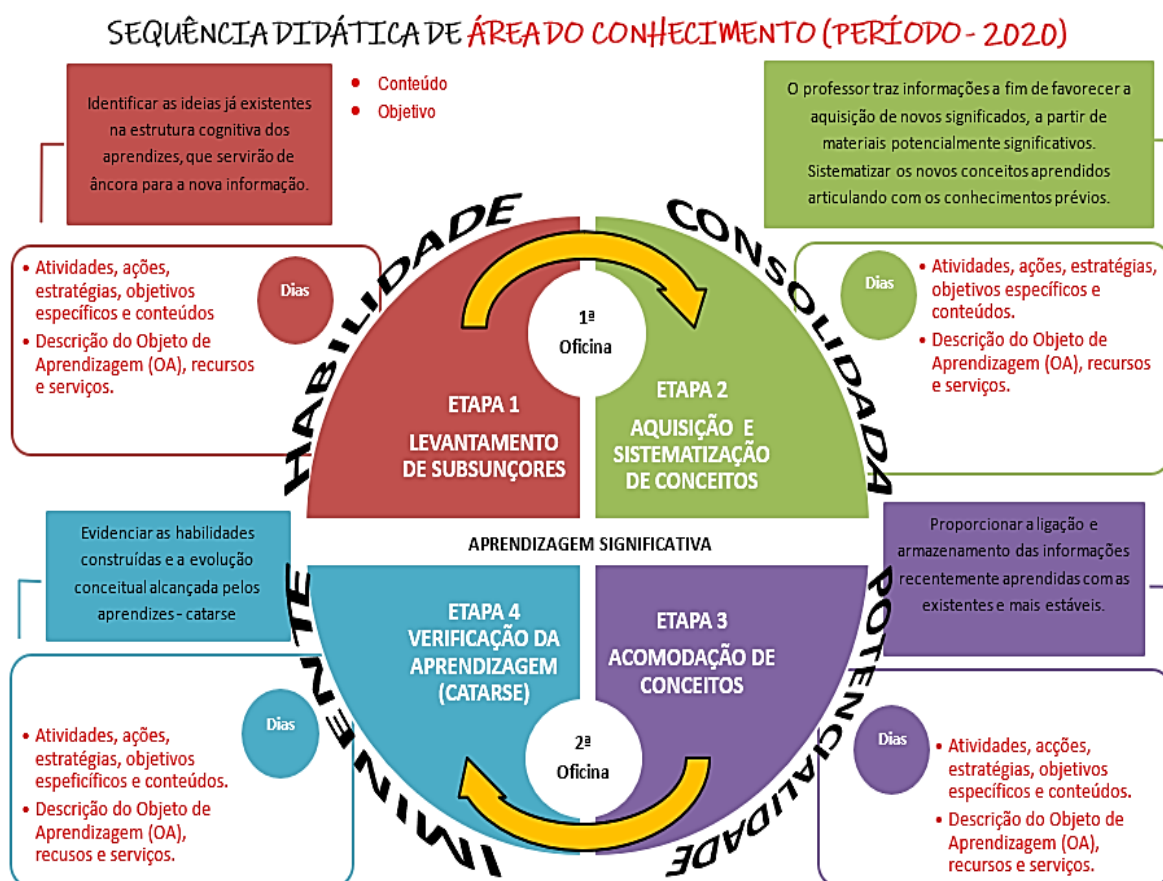 SEQUÊNCIA DIDÁTICA DE ÁREA DO CONHECIMENTO (PERÍODO - 2020)
Identificar as ideias já existentes
na estrutura cognitiva dos
aprendizes, que servirão de
âncora para a nova informação.
• Conteúdo
• Objetivo
O professor traz informações a fim de favorecer a
aquisição de novos significados, a partir de
materiais potencialmente significativos.
Sistematizar os novos conceitos aprendidos
articulando com os conhecimentos prévios.
• Atividades, ações,
estratégias, objetivos
específicos e conteúdos
• Descrição do Objeto de
Aprendizagem (OA), recursos
e serviços.
Dias
HABILIDADE
CONSOLIDADA
Dias
• Atividades, ações, estratégias,
objetivos específicos e
conteúdos.
• Descrição do Objeto de
Aprendizagem (OA), recursos
e serviços.
1ª
Oficina
ETAPA 1
LEVANTAMENTO
DE SUBSUNÇORES
ETAPA 2
AQUISIÇÃO E
SISTEMATIZAÇÃO
DE CONCEITOS
APRENDIZAGEM SIGNIFICATIVA
Evidenciar as habilidades
construídas e a evolução
conceitual alcançada pelos
aprendizes - catarse
Proporcionar a ligação e
armazenamento das informações
recentemente aprendidas com as
existentes e mais estáveis.
ETAPA 4
VERIFICAÇÃO DA
APRENDIZAGEM
(CATARSE)
ETAPA 3
ACOMODAÇÃO DE
CONCEITOS
IMINENTE
POTENCIALIDADE
2ª
Oficina
Dias
• Atividades, ações,
estratégias, objetivos
espeficíficos e conteúdos.
• Descrição do Objeto de
Aprendizagem (OA),
recusos e serviços.
Dias
• Atividades, acções,
estratégias, objetivos
específicos e conteúdos.
• Descrição do Objeto de
Aprendizagem (OA),
recursos e serviços.